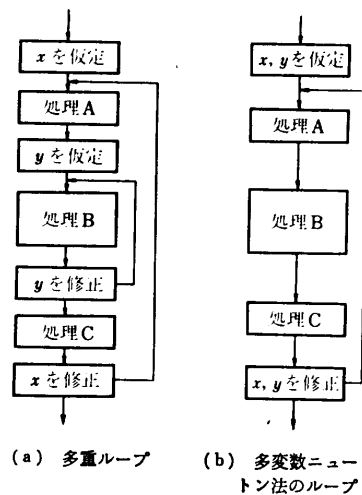 xを仮定
処理A
yを仮定
処理B
yを修正
処理C
xを修正
(a) 多重ループ
x, yを仮定
処理A
処理B
処理C
x, yを修正
(b) 多変数ニュー
トン法のループ